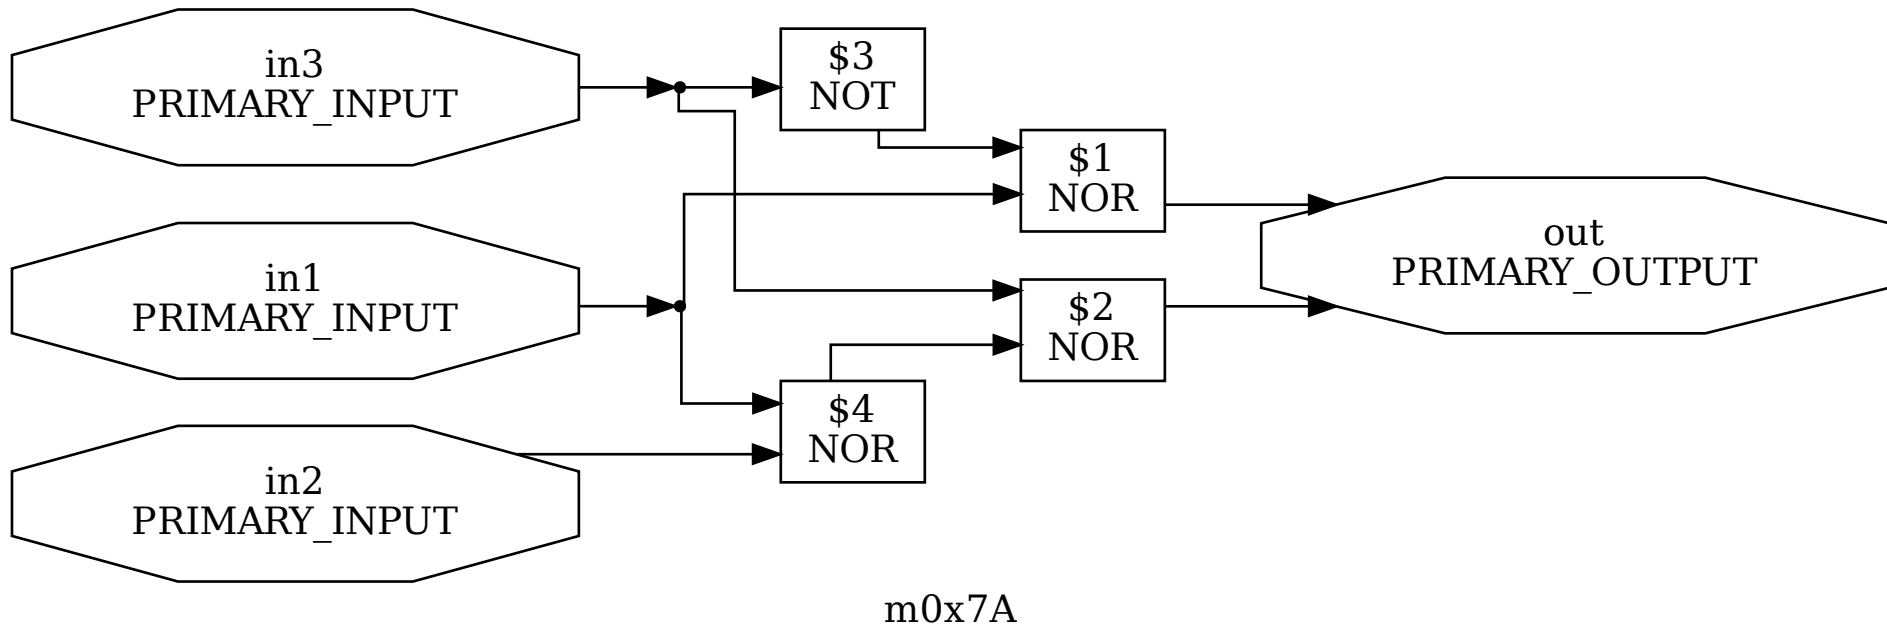 in3
PRIMARY_INPUT
$3
NOT
$1
NOR
in1
PRIMARY_INPUT
out
PRIMARY_OUTPUT
$2
NOR
$4
NOR
in2
PRIMARY_INPUT
m0x7A